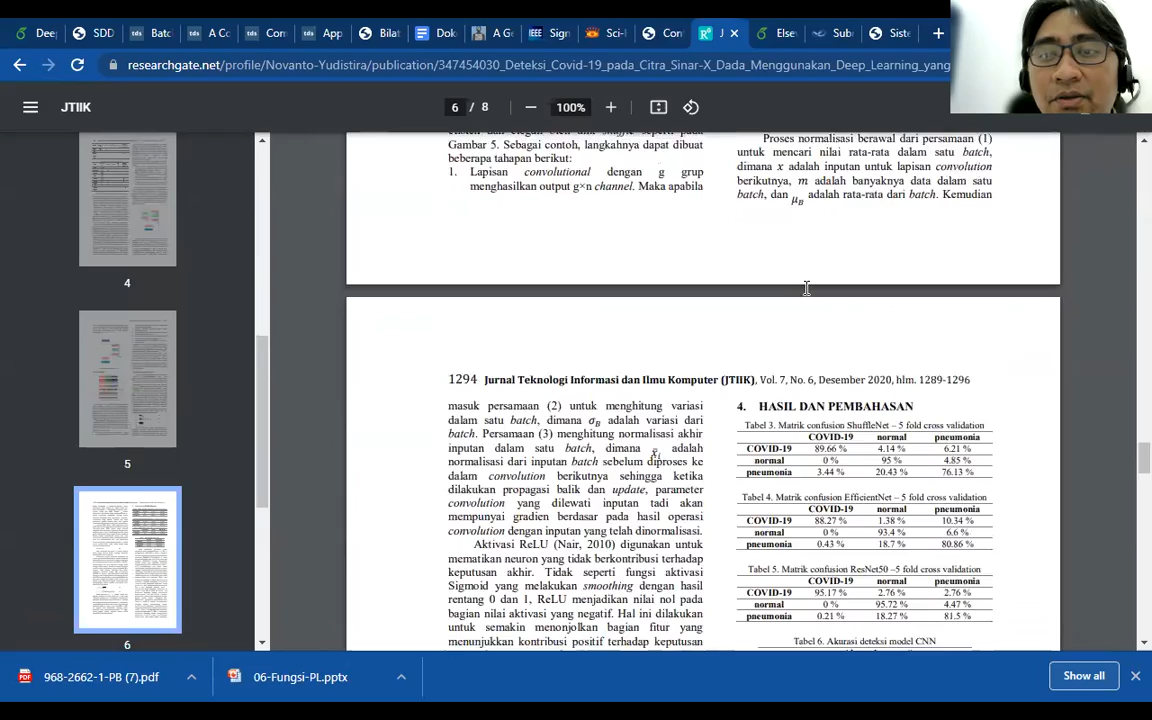 Deep
SDD
Batc
A Cc
Con
App
Bilat
Dok
A Ge
Sign
Sci-
Con
J
Else
Sub
Siste
researchgate.net/profile/Novanto-Yudistira/publication/347454030_Deteksi_Covid-19_pada_Citra_Sinar-X_Dada_Menggunakan_Deep_Learning_yang
JTIIK
6 / 8
100%
4
5
6
Gambar 5. Sebagai contoh, langkahnya dapat dibuat
beberapa tahapan berikut:
1. Lapisan convolutional dengan g grup
menghasilkan output g×n channel. Maka apabila
Proses normalisasi berawal dari persamaan (1)
untuk mencari nilai rata-rata dalam satu batch,
dimana x adalah inputan untuk lapisan convolution
berikutnya, m adalah banyaknya data dalam satu
batch, dan μB adalah rata-rata dari batch. Kemudian
1294 Jurnal Teknologi Informasi dan Ilmu Komputer (JTIIK), Vol. 7, No. 6, Desember 2020, hlm. 1289-1296
masuk persamaan (2) untuk menghitung variasi
dalam satu batch, dimana σB adalah variasi dari
batch. Persamaan (3) menghitung normalisasi akhir
inputan dalam satu batch, dimana adalah
normalisasi dari inputan batch sebelum diproses ke
dalam convolution berikutnya sehingga ketika
dilakukan propagasi balik dan update, parameter
convolution yang dilewati inputan tadi akan
mempunyai gradien berdasar pada hasil operasi
convolution dengan inputan yang telah dinormalisasi.
Aktivasi ReLU (Nair, 2010) digunakan untuk
mematikan neuron yang tidak berkontribusi terhadap
keputusan akhir. Tidak seperti fungsi aktivasi
Sigmoid yang melakukan smoothing dengan hasil
rentang 0 dan 1, ReLU menjadikan nilai nol pada
bagian nilai aktivasi yang negatif. Hal ini dilakukan
untuk semakin menonjolkan bagian fitur yang
menunjukkan kontribusi positif terhadap keputusan
4. HASIL DAN PEMBAHASAN
Tabel 3. Matrik confusion ShuffleNet – 5 fold cross validation
COVID-19 normal pneumonia
COVID-19 89.66 % 4.14 % 6.21 %
normal 0 % 95 % 4.85 %
pneumonia 3.44 % 20.43 % 76.13 %
Tabel 4. Matrik confusion EfficientNet – 5 fold cross validation
COVID-19 normal pneumonia
COVID-19 88.27 % 1.38 % 10.34 %
normal 0 % 93.4 % 6.6 %
pneumonia 0.43 % 18.7 % 80.86 %
Tabel 5. Matrik confusion ResNet50 –5 fold cross validation
COVID-19 normal pneumonia
COVID-19 95.17 % 2.76 % 2.76 %
normal 0 % 95.72 % 4.47 %
pneumonia 0.21 % 18.27 % 81.5 %
Tabel 6. Akurasi deteksi model CNN
968-2662-1-PB (7).pdf
06-Fungsi-PL.pptx
Show all